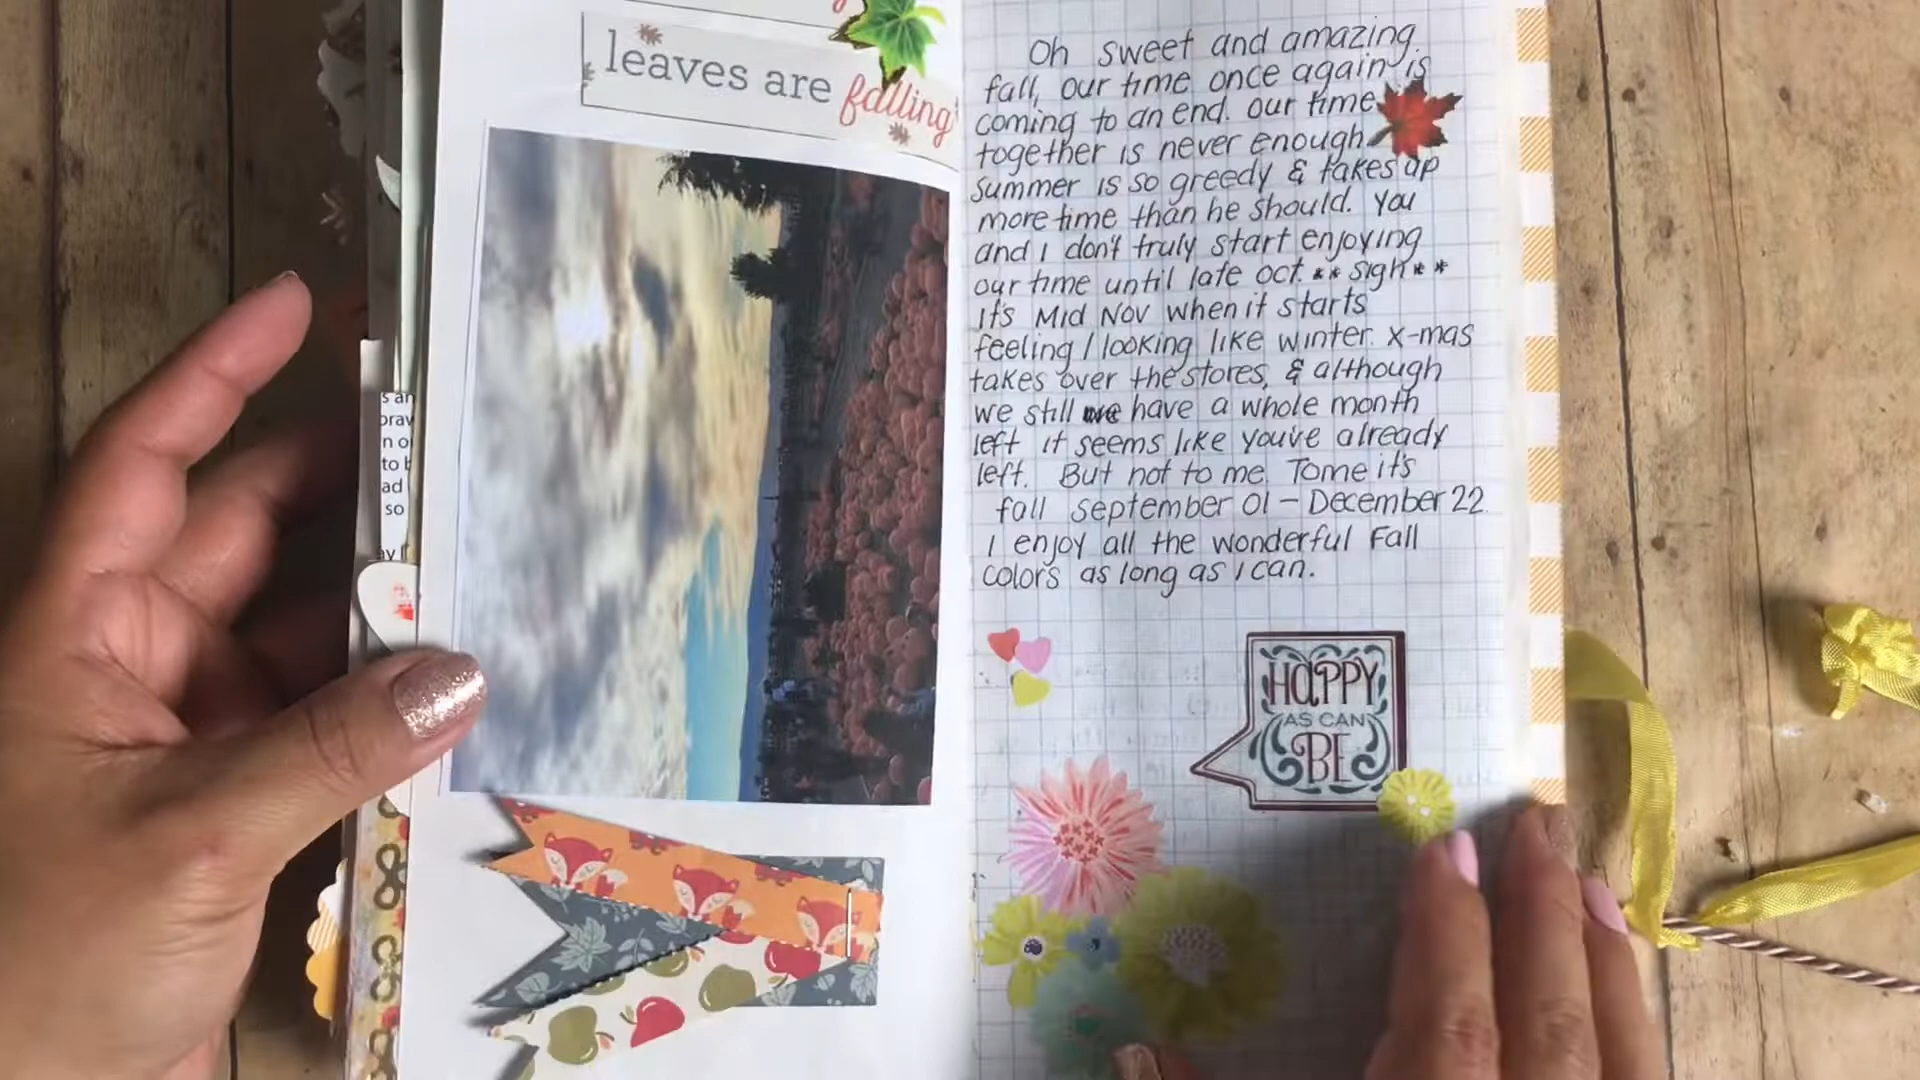 leaves are falling
Oh sweet and amazing
fall, our time once again is
coming to an end. our time
together is never enough
summer is so greedy & takes up
more time than he should. You
and I don't truly start enjoying
our time until late oct. ** sigh **
it's Mid Nov when it starts
feeling / looking like winter. X-mas
takes over the stores, & although
we still have a whole month
left it seems like youve already
left. But not to me. To me it's
fall September 01 – December 22
I enjoy all the wonderful Fall
colors as long as I can.
HAPPY
AS CAN
BE
n o
to b
ad
so